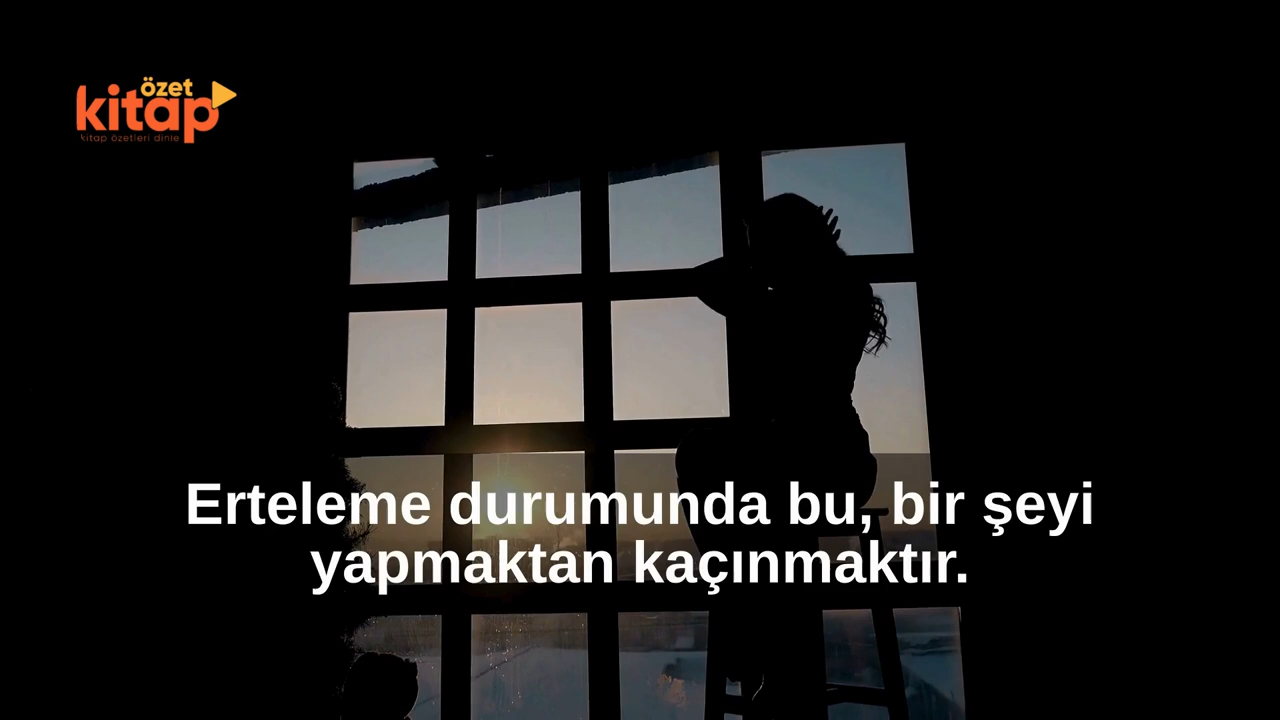 özet
kitap
kitap özetleri dinle
Erteleme durumunda bu, bir şeyi
yapmaktan kaçınmaktır.